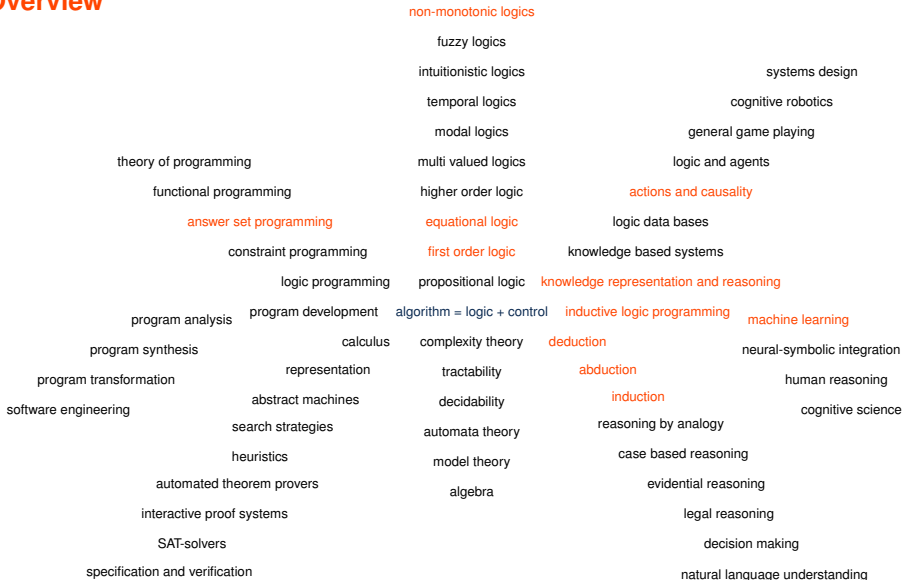 Overview
non-monotonic logics
fuzzy logics
intuitionistic logics
systems design
temporal logics
cognitive robotics
modal logics
general game playing
theory of programming
multi valued logics
logic and agents
functional programming
higher order logic
actions and causality
answer set programming
equational logic
logic data bases
constraint programming
first order logic
knowledge based systems
logic programming
propositional logic
knowledge representation and reasoning
program analysis
program development
algorithm = logic + control
inductive logic programming
machine learning
program synthesis
calculus
complexity theory
deduction
neural-symbolic integration
program transformation
representation
tractability
abduction
human reasoning
software engineering
abstract machines
decidability
induction
cognitive science
search strategies
automata theory
reasoning by analogy
heuristics
model theory
case based reasoning
automated theorem provers
algebra
evidential reasoning
interactive proof systems
legal reasoning
SAT-solvers
decision making
specification and verification
natural language understanding